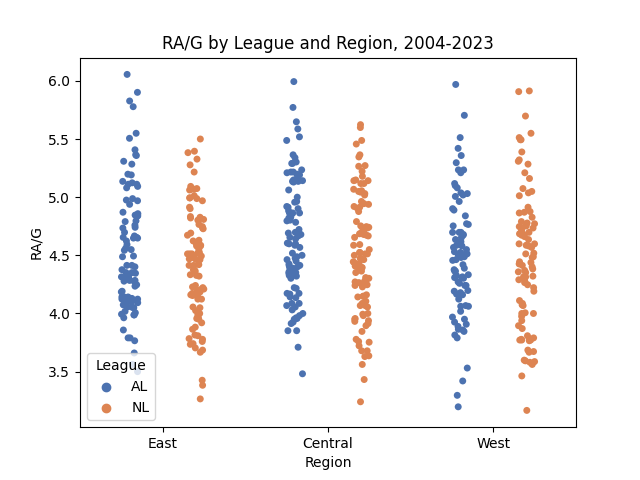 RA/G by League and Region, 2004-2023
RA/G
6.0
5.5
5.0
4.5
4.0
3.5
League
AL
NL
East
Central
West
Region